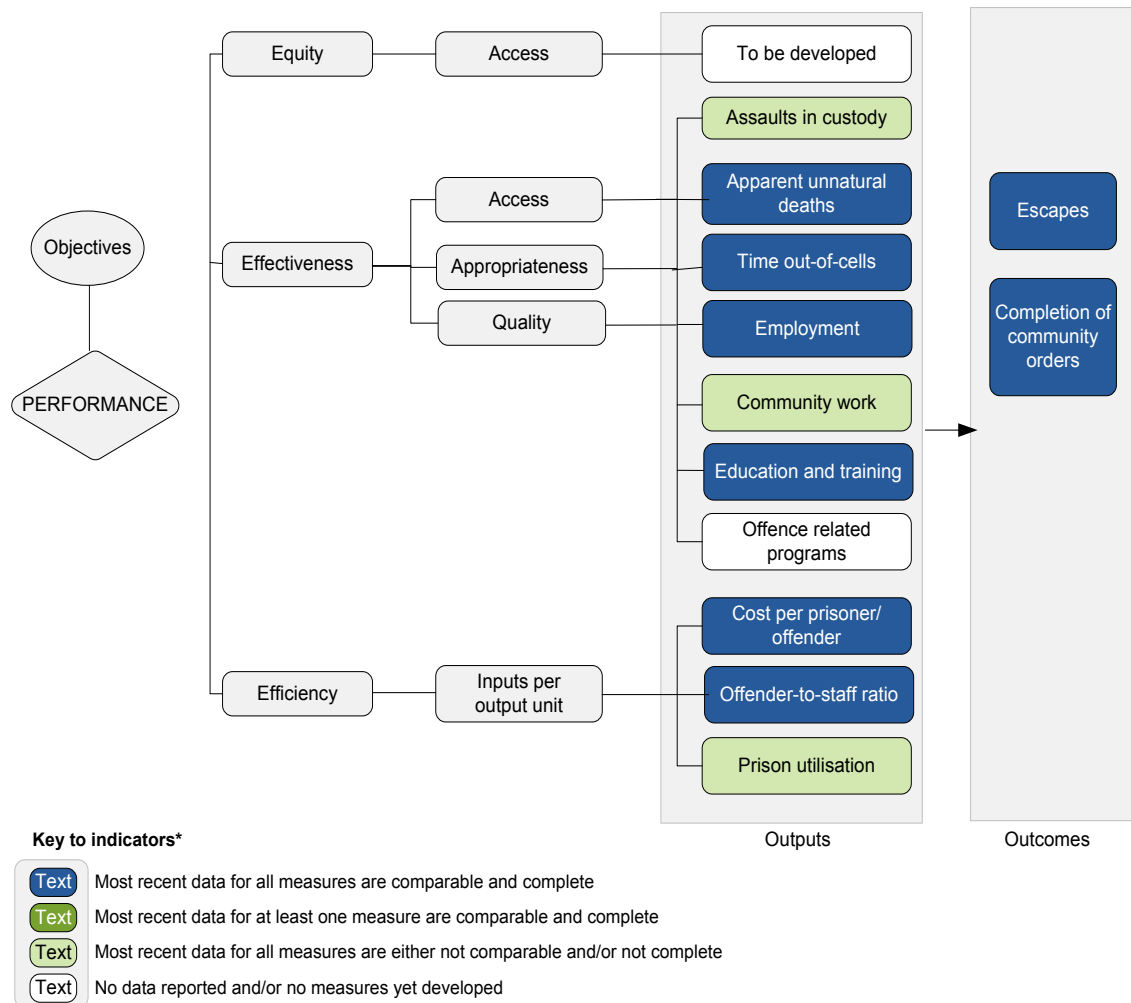 Objectives
PERFORMANCE
Equity
Access
To be developed
Effectiveness
Access
Appropriateness
Quality
Assaults in custody
Apparent unnatural
deaths
Time out-of-cells
Employment
Community work
Education and training
Offence related
programs
Efficiency
Inputs per
output unit
Cost per prisoner/
offender
Offender-to-staff ratio
Prison utilisation
Outputs
Escapes
Completion of
community
orders
Outcomes
Key to indicators*
Text Most recent data for all measures are comparable and complete
Text Most recent data for at least one measure are comparable and complete
Text Most recent data for all measures are either not comparable and/or not complete
Text No data reported and/or no measures yet developed